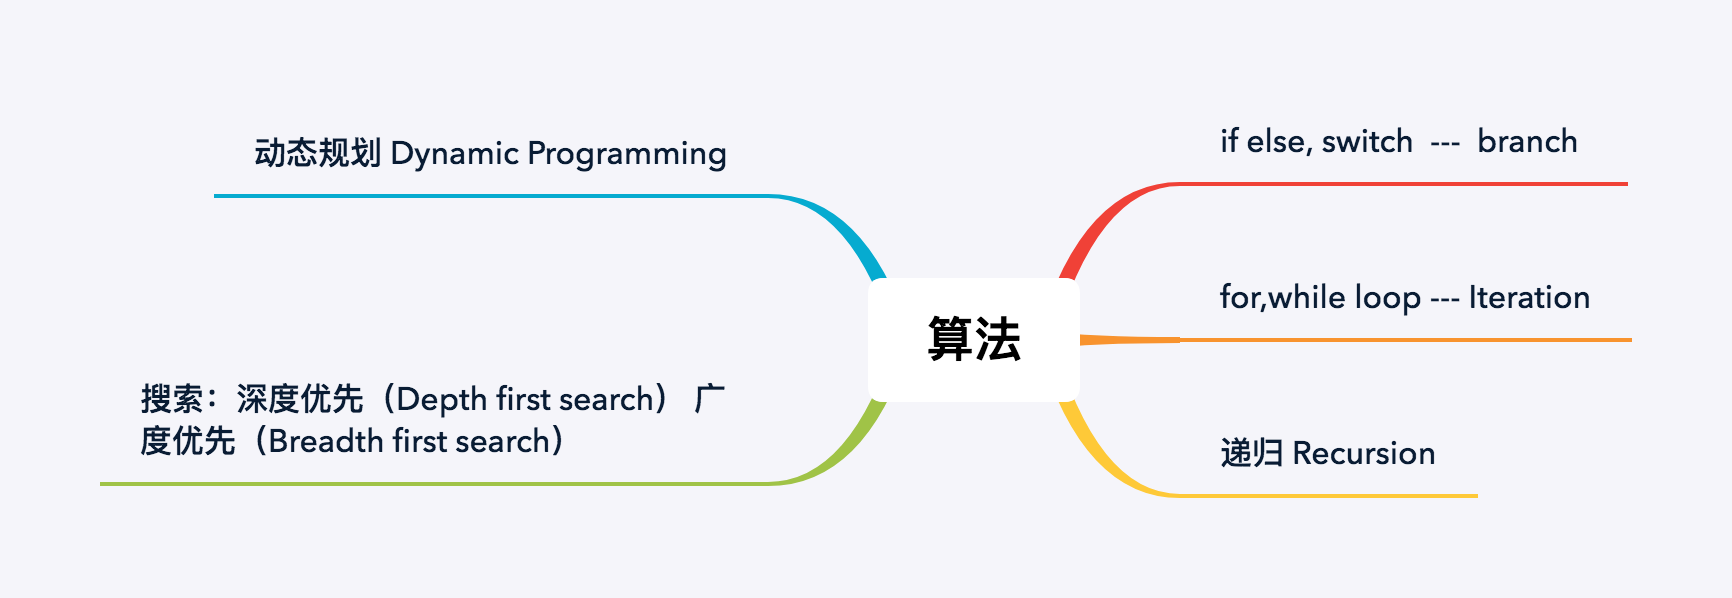 动态规划 Dynamic Programming
搜索：深度优先（Depth first search） 广
度优先（Breadth first search）
算法
if else, switch --- branch
for,while loop --- Iteration
递归 Recursion